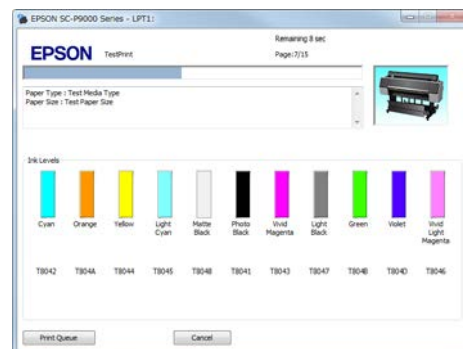 EPSON SC-P9000 Series - LPT1:
EPSON TestPrint
Remaining 8 sec
Page:7/15
Paper Type : Test Media Type
Paper Size : Test Paper Size
Ink Levels
Cyan Orange Yellow Light Cyan Matte Black Photo Black Vivid Magenta Light Black Green Violet Vivid Light Magenta
T8042 T804A T8044 T8045 T8048 T8041 T8043 T8047 T804B T804D T8046
Print Queue Cancel